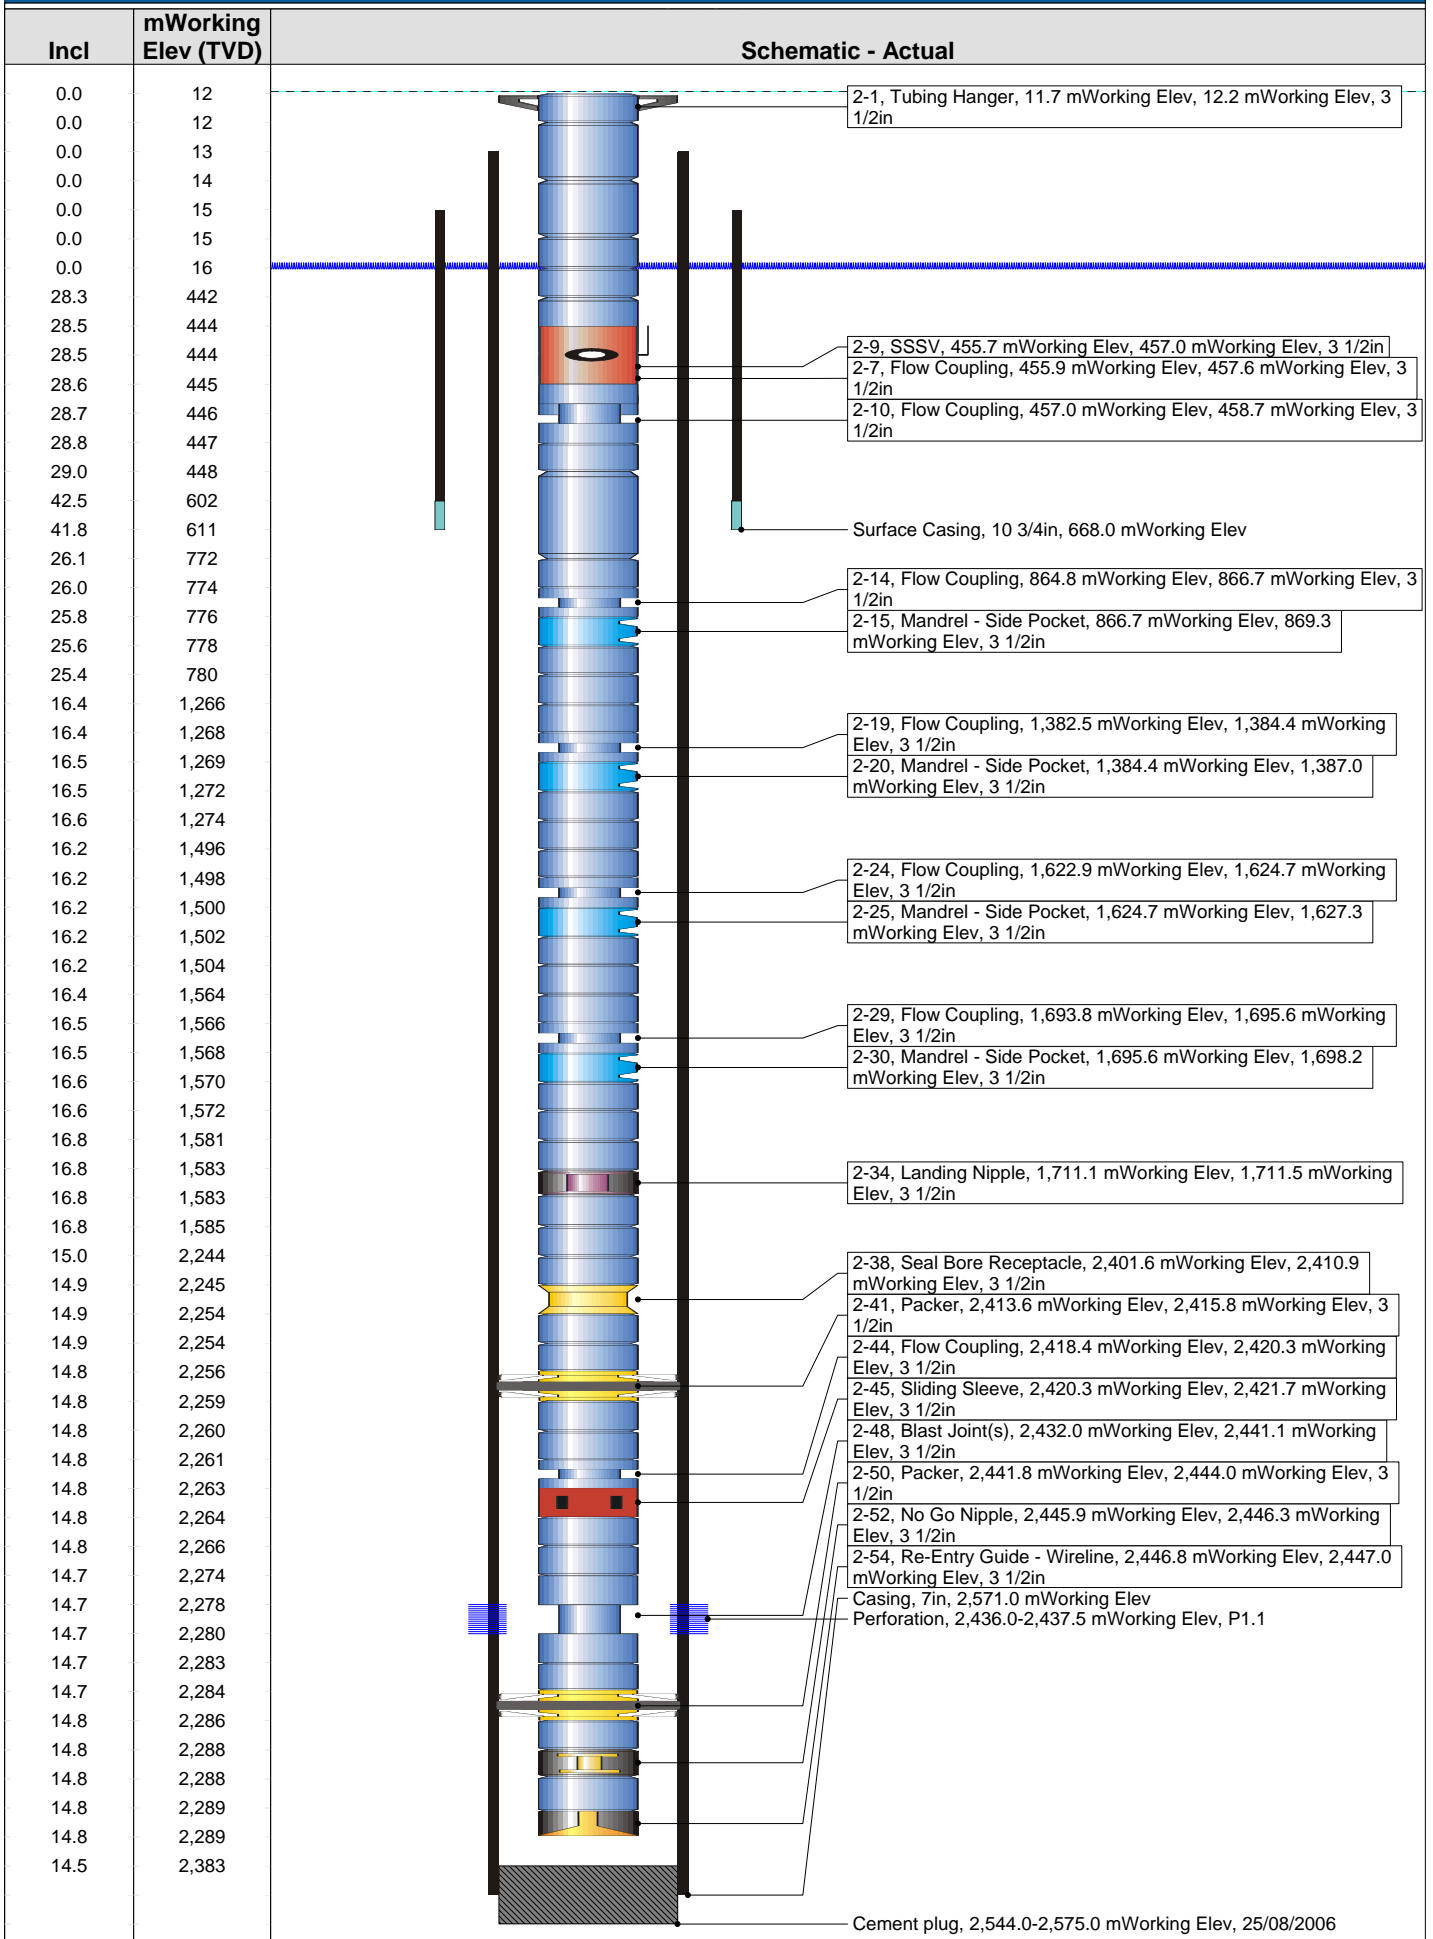 Incl
mWorking
Elev (TVD)
Schematic - Actual
0.0 12
0.0 12
0.0 13
0.0 14
0.0 15
0.0 15
0.0 16
28.3 442
28.5 444
28.5 444
28.6 445
28.7 446
28.8 447
29.0 448
42.5 602
41.8 611
26.1 772
26.0 774
25.8 776
25.6 778
25.4 780
16.4 1,266
16.4 1,268
16.5 1,269
16.5 1,272
16.6 1,274
16.2 1,496
16.2 1,498
16.2 1,500
16.2 1,502
16.2 1,504
16.4 1,564
16.5 1,566
16.5 1,568
16.6 1,570
16.6 1,572
16.8 1,581
16.8 1,583
16.8 1,583
16.8 1,585
15.0 2,244
14.9 2,245
14.9 2,254
14.9 2,254
14.8 2,256
14.8 2,259
14.8 2,260
14.8 2,261
14.8 2,263
14.8 2,264
14.8 2,266
14.7 2,274
14.7 2,278
14.7 2,280
14.7 2,283
14.7 2,284
14.8 2,286
14.8 2,288
14.8 2,288
14.8 2,289
14.8 2,289
14.5 2,383
2-1, Tubing Hanger, 11.7 mWorking Elev, 12.2 mWorking Elev, 3
1/2in
2-9, SSSV, 455.7 mWorking Elev, 457.0 mWorking Elev, 3 1/2in
2-7, Flow Coupling, 455.9 mWorking Elev, 457.6 mWorking Elev, 3
1/2in
2-10, Flow Coupling, 457.0 mWorking Elev, 458.7 mWorking Elev, 3
1/2in
Surface Casing, 10 3/4in, 668.0 mWorking Elev
2-14, Flow Coupling, 864.8 mWorking Elev, 866.7 mWorking Elev, 3
1/2in
2-15, Mandrel - Side Pocket, 866.7 mWorking Elev, 869.3
mWorking Elev, 3 1/2in
2-19, Flow Coupling, 1,382.5 mWorking Elev, 1,384.4 mWorking
Elev, 3 1/2in
2-20, Mandrel - Side Pocket, 1,384.4 mWorking Elev, 1,387.0
mWorking Elev, 3 1/2in
2-24, Flow Coupling, 1,622.9 mWorking Elev, 1,624.7 mWorking
Elev, 3 1/2in
2-25, Mandrel - Side Pocket, 1,624.7 mWorking Elev, 1,627.3
mWorking Elev, 3 1/2in
2-29, Flow Coupling, 1,693.8 mWorking Elev, 1,695.6 mWorking
Elev, 3 1/2in
2-30, Mandrel - Side Pocket, 1,695.6 mWorking Elev, 1,698.2
mWorking Elev, 3 1/2in
2-34, Landing Nipple, 1,711.1 mWorking Elev, 1,711.5 mWorking
Elev, 3 1/2in
2-38, Seal Bore Receptacle, 2,401.6 mWorking Elev, 2,410.9
mWorking Elev, 3 1/2in
2-41, Packer, 2,413.6 mWorking Elev, 2,415.8 mWorking Elev, 3
1/2in
2-44, Flow Coupling, 2,418.4 mWorking Elev, 2,420.3 mWorking
Elev, 3 1/2in
2-45, Sliding Sleeve, 2,420.3 mWorking Elev, 2,421.7 mWorking
Elev, 3 1/2in
2-48, Blast Joint(s), 2,432.0 mWorking Elev, 2,441.1 mWorking
Elev, 3 1/2in
2-50, Packer, 2,441.8 mWorking Elev, 2,444.0 mWorking Elev, 3
1/2in
2-52, No Go Nipple, 2,445.9 mWorking Elev, 2,446.3 mWorking
Elev, 3 1/2in
2-54, Re-Entry Guide - Wireline, 2,446.8 mWorking Elev, 2,447.0
mWorking Elev, 3 1/2in
Casing, 7in, 2,571.0 mWorking Elev
Perforation, 2,436.0-2,437.5 mWorking Elev, P1.1
Cement plug, 2,544.0-2,575.0 mWorking Elev, 25/08/2006